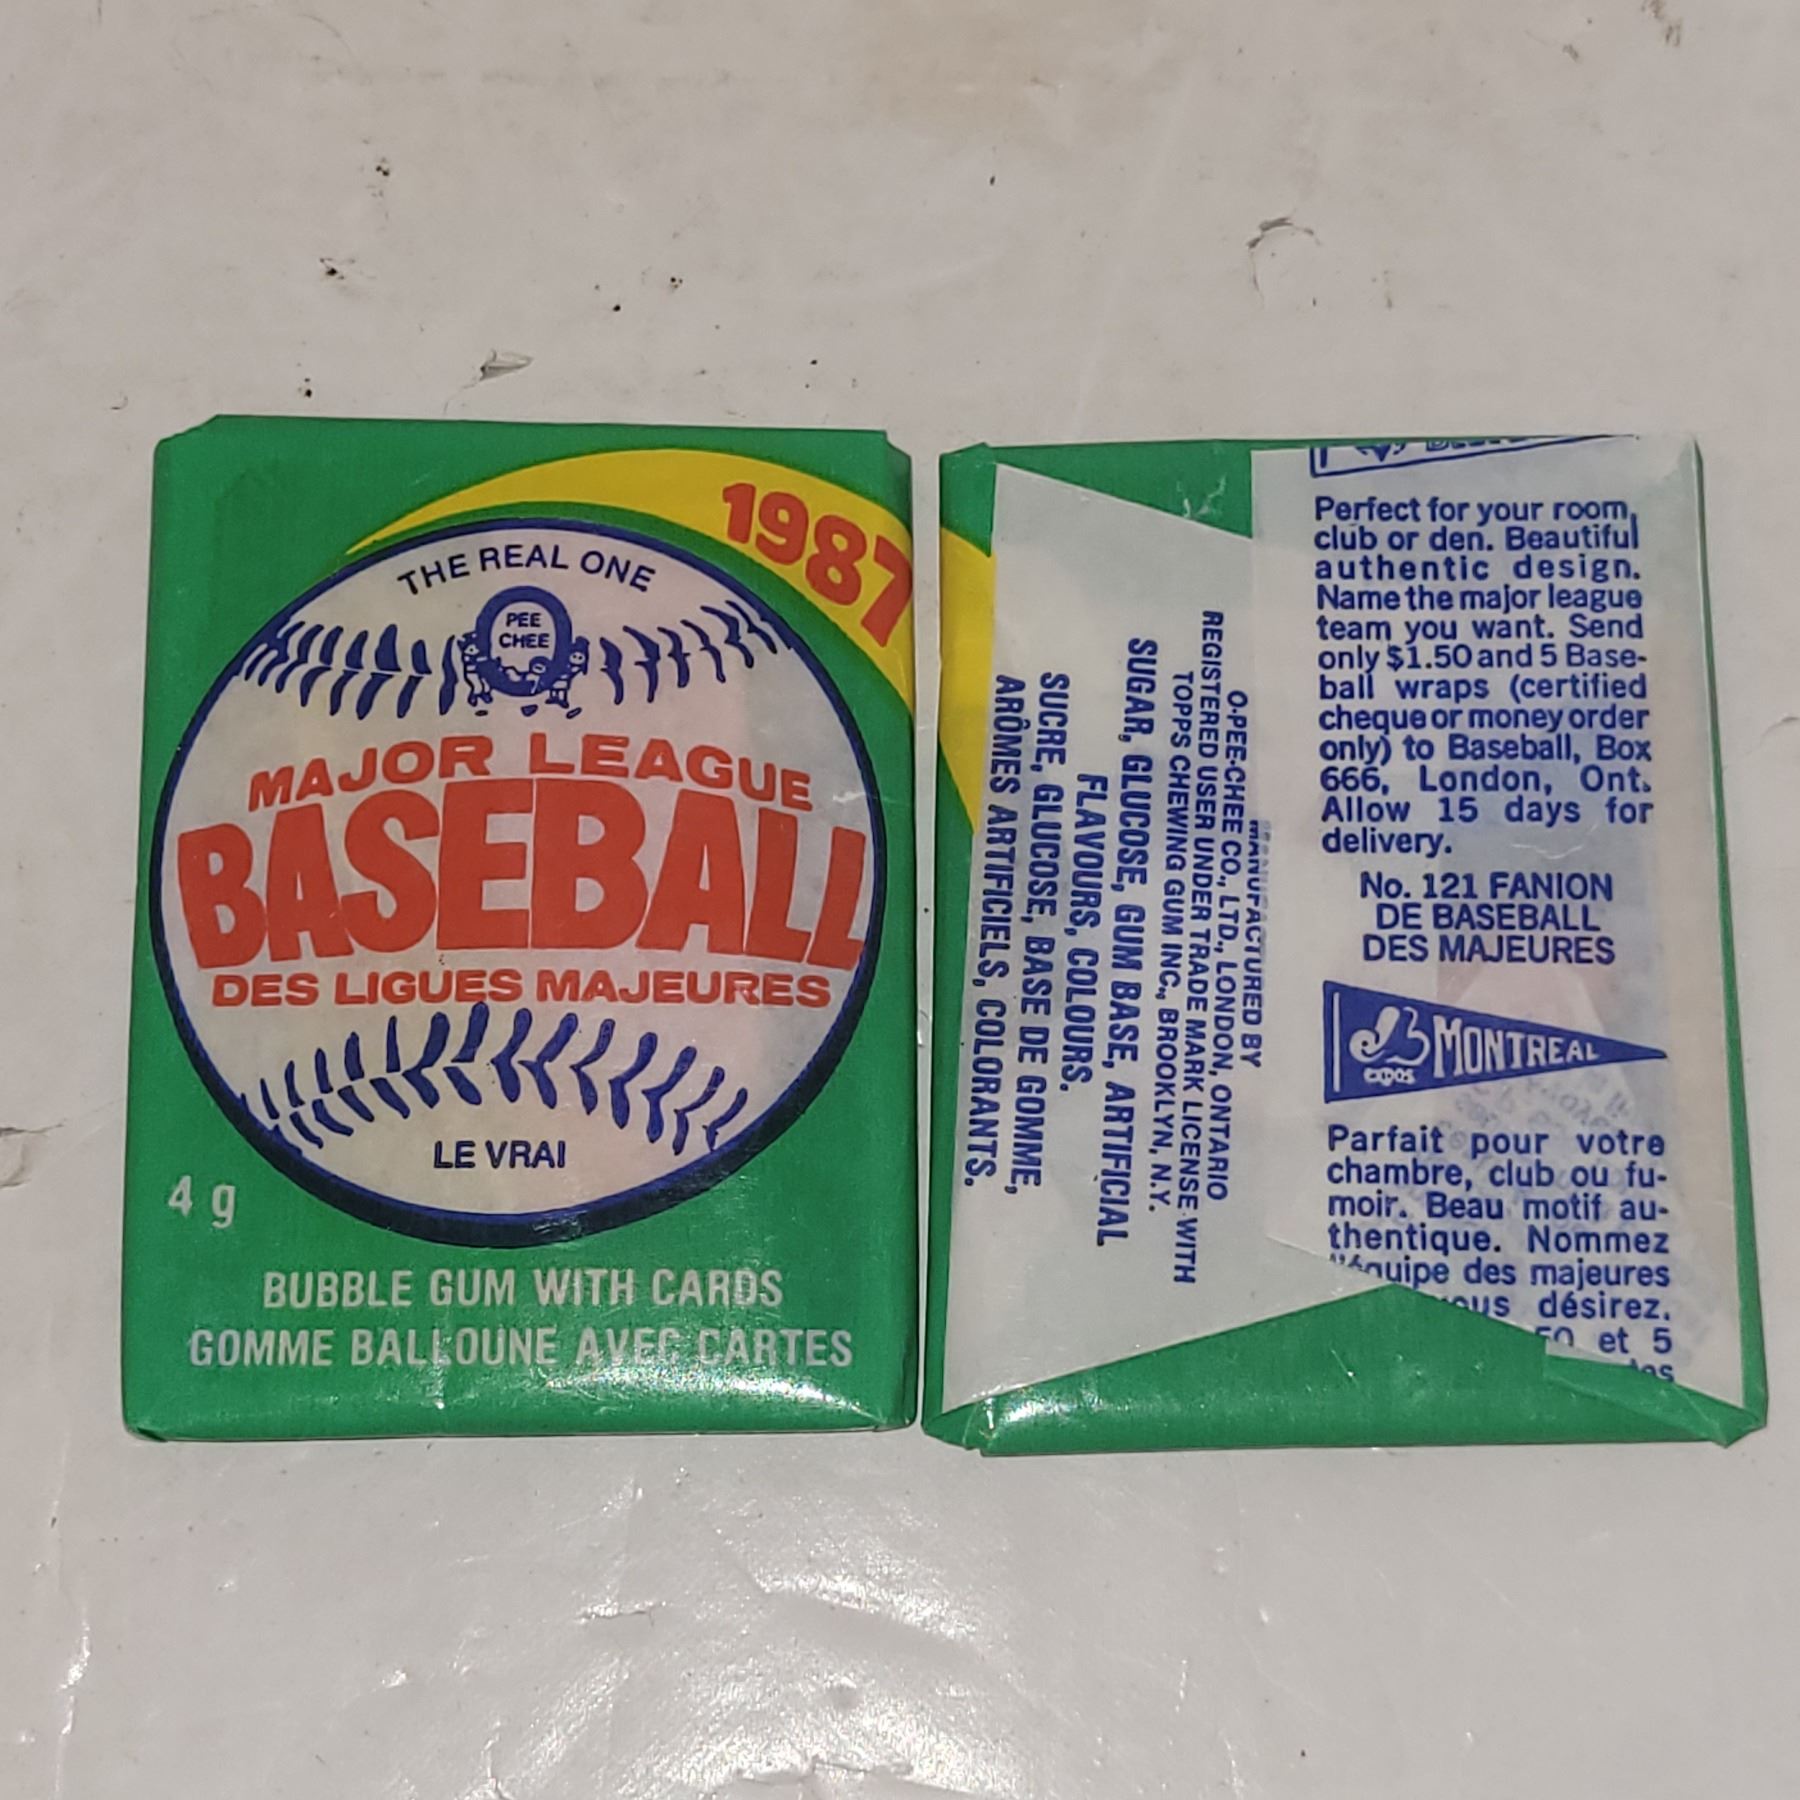 1987
THE REAL ONE
PEE
CHEE
MAJOR LEAGUE
BASEBALL
DES LIGUES MAJEURES
LE VRAI
4 g
BUBBLE GUM WITH CARDS
GOMME BALLOUNE AVEC CARTES
MANUFACTURED BY
O-PEE-CHEE CO., LTD., LONDON, ONTARIO
REGISTERED USER UNDER TRADE MARK LICENSE WITH
TOPPS CHEWING GUM INC., BROOKLYN, N.Y.
SUGAR, GLUCOSE, GUM BASE, ARTIFICIAL
FLAVOURS, COLOURS.
SUCRE, GLUCOSE, BASE DE GOMME,
ARÔMES ARTIFICIELS, COLORANTS.
Perfect for your room,
club or den. Beautiful
authentic design.
Name the major league
team you want. Send
only $1.50 and 5 Base-
ball wraps (certified
cheque or money order
only) to Baseball, Box
666, London, Ont.
Allow 15 days for
delivery.
No. 121 FANION
DE BASEBALL
DES MAJEURES
expos MONTREAL
Parfait pour votre
chambre, club ou fu-
moir. Beau motif au-
thentique. Nommez
l'équipe des majeures
désirez.
et 5